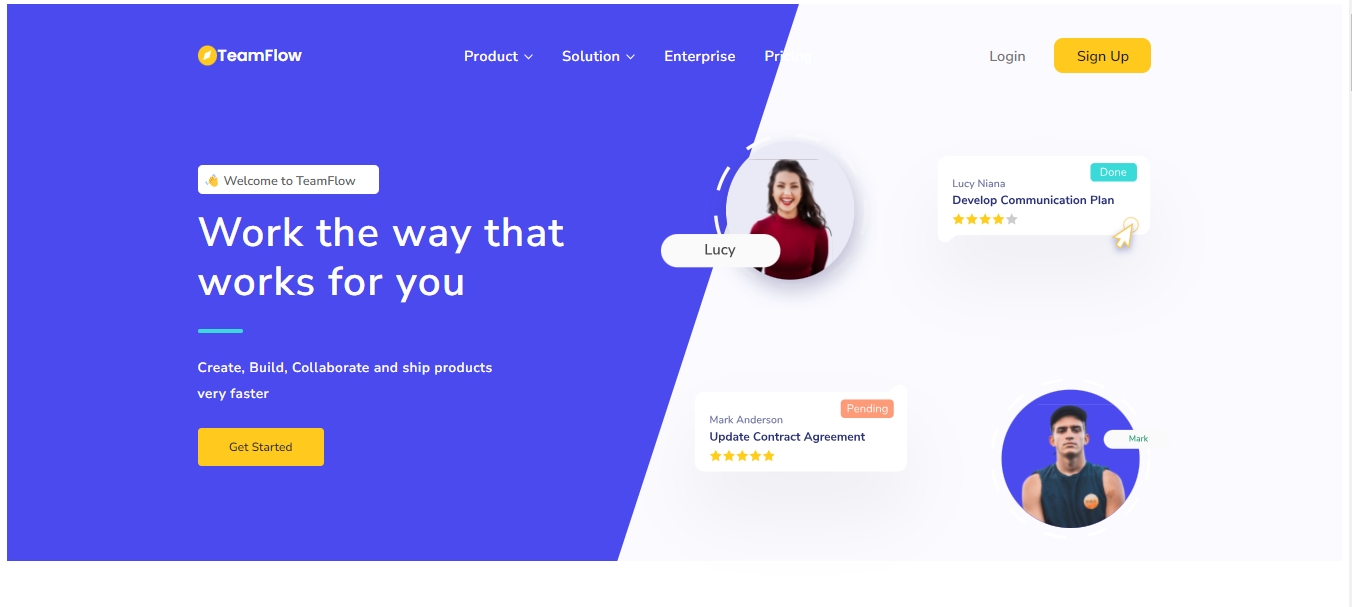 TeamFlow
Product Solution Enterprise Pricing
Login
Sign Up
👋 Welcome to TeamFlow
Work the way that
works for you
Create, Build, Collaborate and ship products
very faster
Get Started
Lucy
Done
Lucy Niana
Develop Communication Plan
Pending
Mark Anderson
Update Contract Agreement
Mark